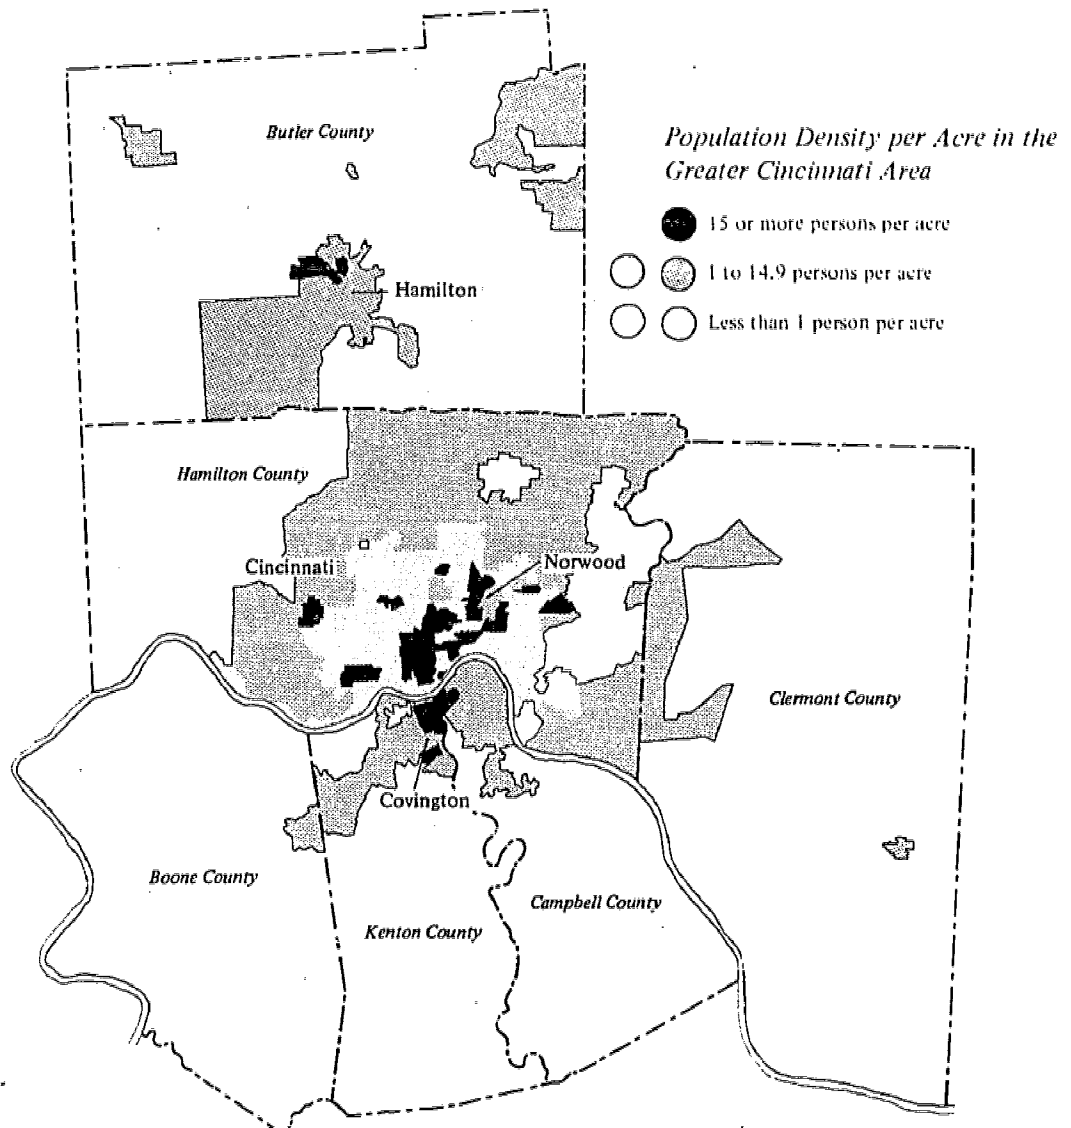 Butler County
Population Density per Acre in the
Greater Cincinnati Area
15 or more persons per acre
1 to 14.9 persons per acre
Less than 1 person per acre
Hamilton
Hamilton County
Cincinnati
Norwood
Clermont County
Covington
Boone County
Campbell County
Kenton County